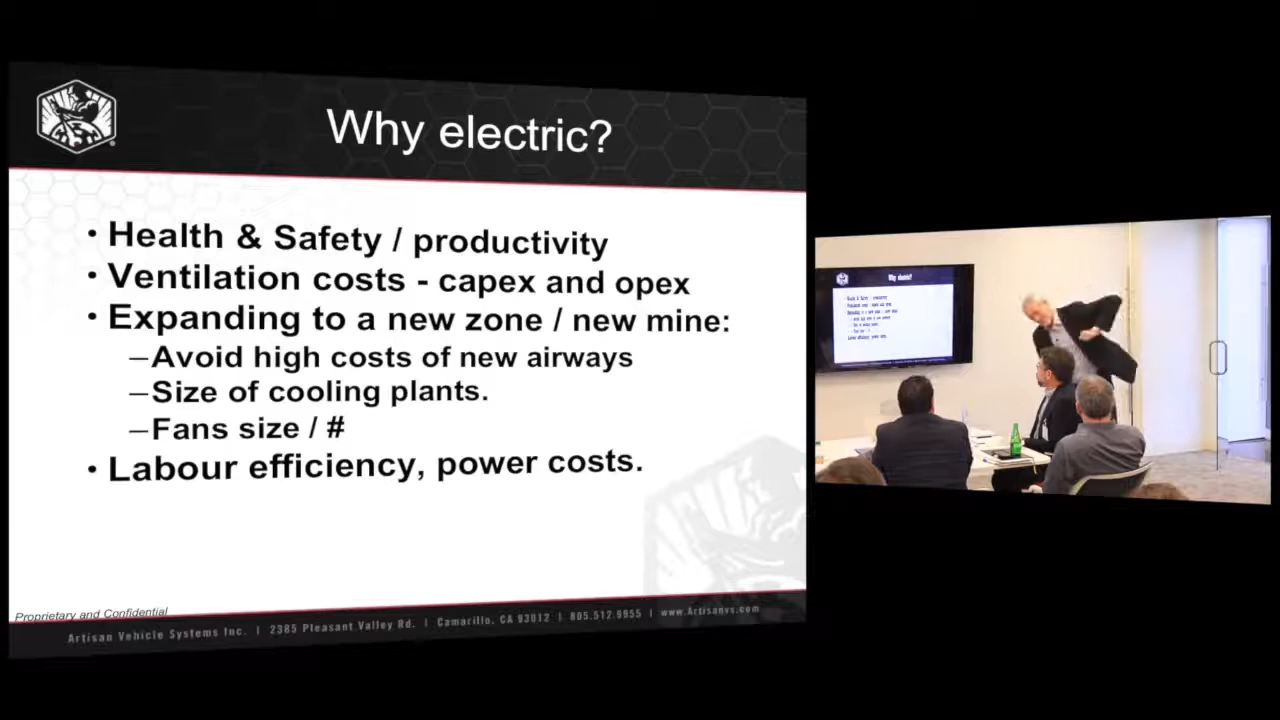 Why electric?
• Health & Safety / productivity
• Ventilation costs - capex and opex
• Expanding to a new zone / new mine:
–Avoid high costs of new airways
–Size of cooling plants.
–Fans size / #
• Labour efficiency, power costs.
Proprietary and Confidential
Artisan Vehicle Systems Inc. | 2385 Pleasant Valley Rd. | Camarillo, CA 93012 | 805.512.9955 | www.Artisanvs.com
Why electric?